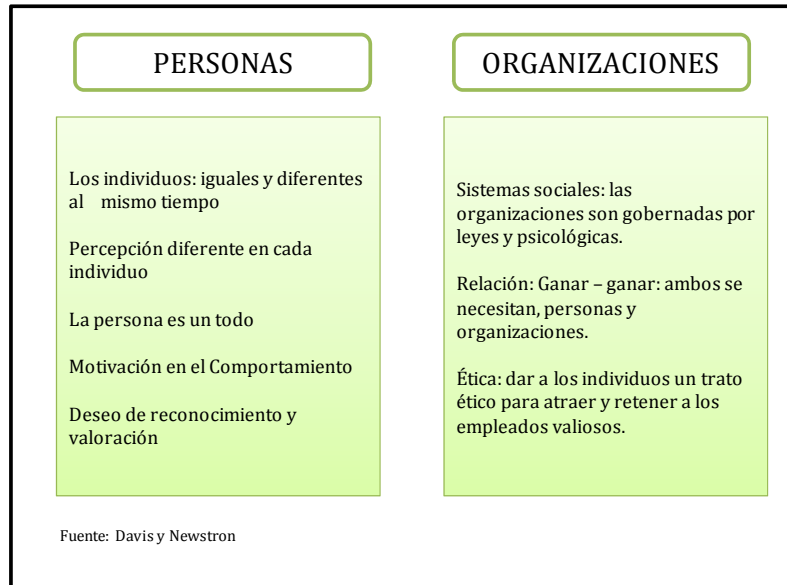 PERSONAS
Los individuos: iguales y diferentes
al mismo tiempo
Percepción diferente en cada
individuo
La persona es un todo
Motivación en el Comportamiento
Deseo de reconocimiento y
valoración
ORGANIZACIONES
Sistemas sociales: las
organizaciones son gobernadas por
leyes y psicológicas.
Relación: Ganar – ganar: ambos se
necesitan, personas y
organizaciones.
Ética: dar a los individuos un trato
ético para atraer y retener a los
empleados valiosos.
Fuente: Davis y Newstron